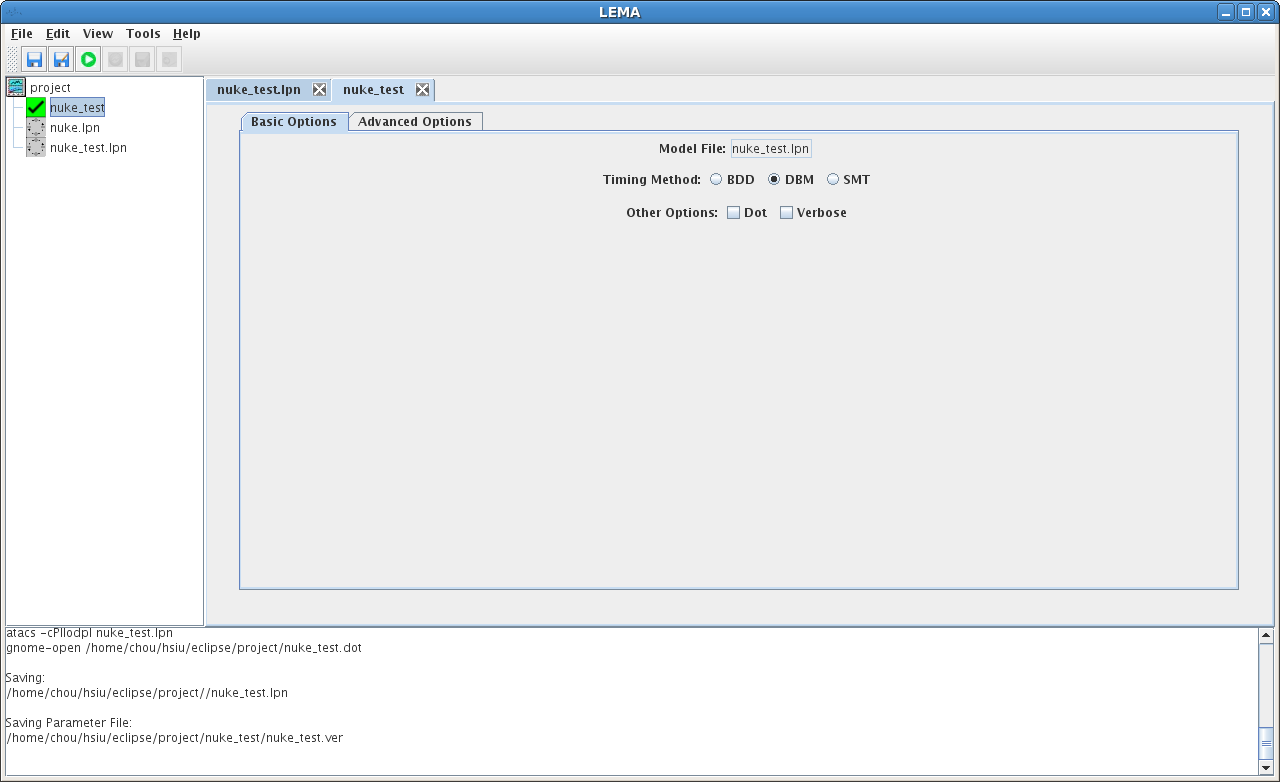 LEMA
File Edit View Tools Help
project
nuke_test
nuke.lpn
nuke_test.lpn
nuke_test.lpn nuke_test
Basic Options Advanced Options
Model File: nuke_test.lpn
Timing Method: BDD DBM SMT
Other Options: Dot Verbose
atacs -cPllodpl nuke_test.lpn
gnome-open /home/chou/hsiu/eclipse/project/nuke_test.dot
Saving:
/home/chou/hsiu/eclipse/project//nuke_test.lpn
Saving Parameter File:
/home/chou/hsiu/eclipse/project/nuke_test/nuke_test.ver